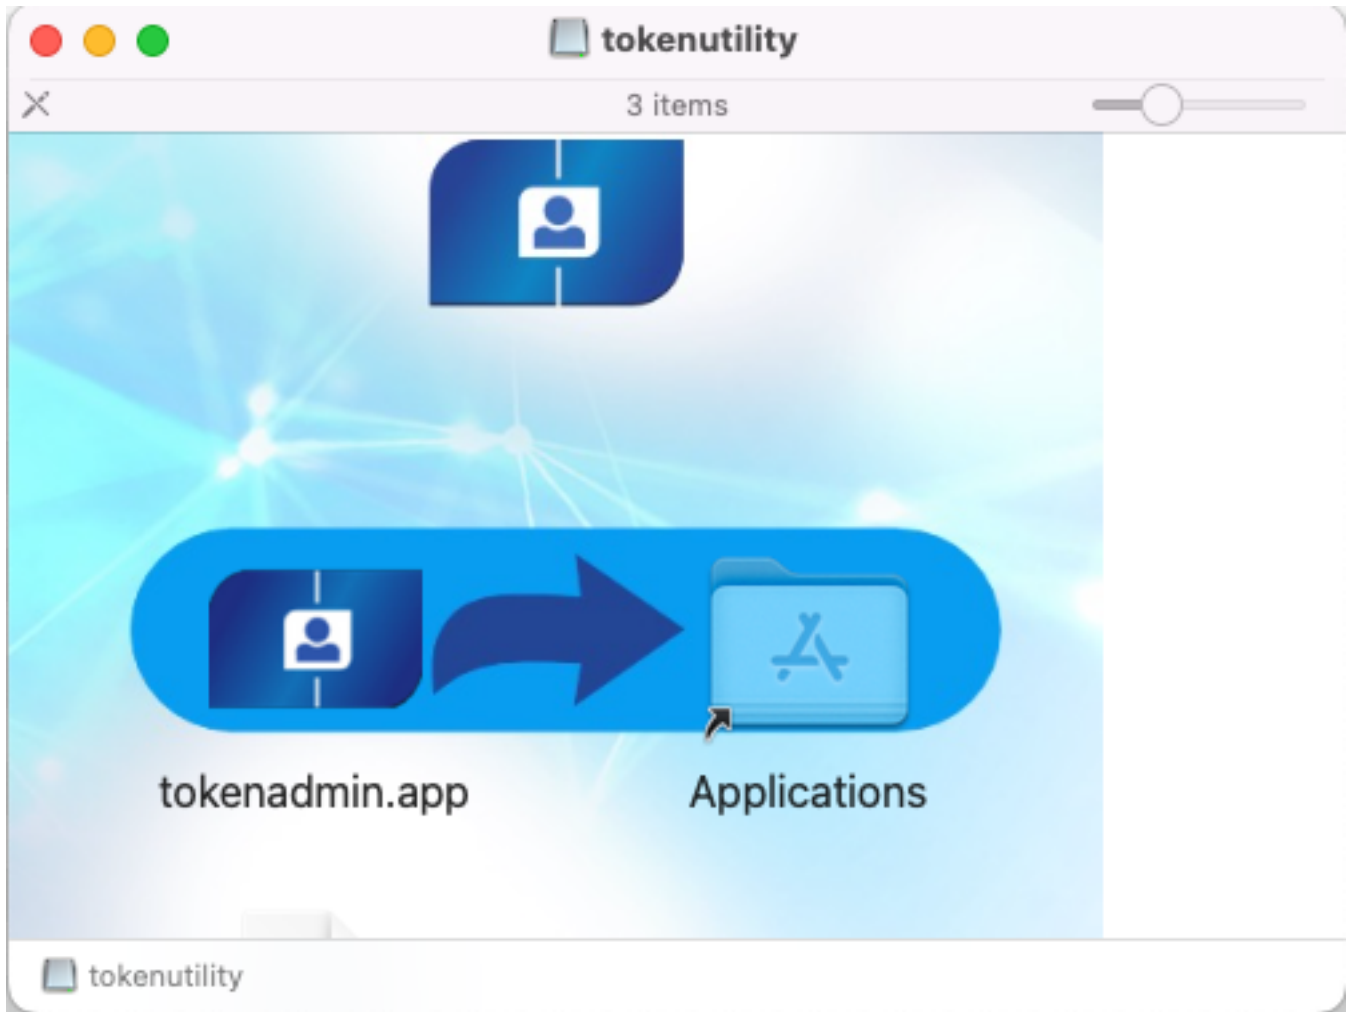 tokenutility
3 items
tokenadmin.app
Applications
tokenutility